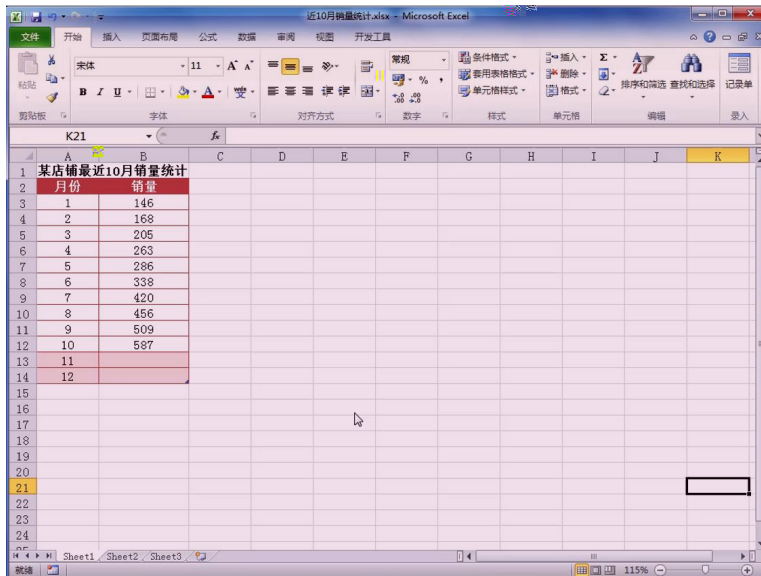 近10月销量统计.xlsx - Microsoft Excel
文件 开始 插入 页面布局 公式 数据 审阅 视图 开发工具
宋体 11 A A 常规 条件格式 插入 Σ
粘贴 套用表格格式 删除 排序和筛选 查找和选择 记录单
B I U A 变 % , 单元格样式 格式
剪贴板 字体 对齐方式 数字 样式 单元格 编辑 录入
K21 fx
A B C D E F G H I J K
1 某店铺最近10月销量统计
2 月份 销量
3 1 146
4 2 168
5 3 205
6 4 263
7 5 286
8 6 338
9 7 420
10 8 456
11 9 509
12 10 587
13 11
14 12
15
16
17
18
19
20
21
22
23
24
Sheet1 Sheet2 Sheet3
就绪 115%